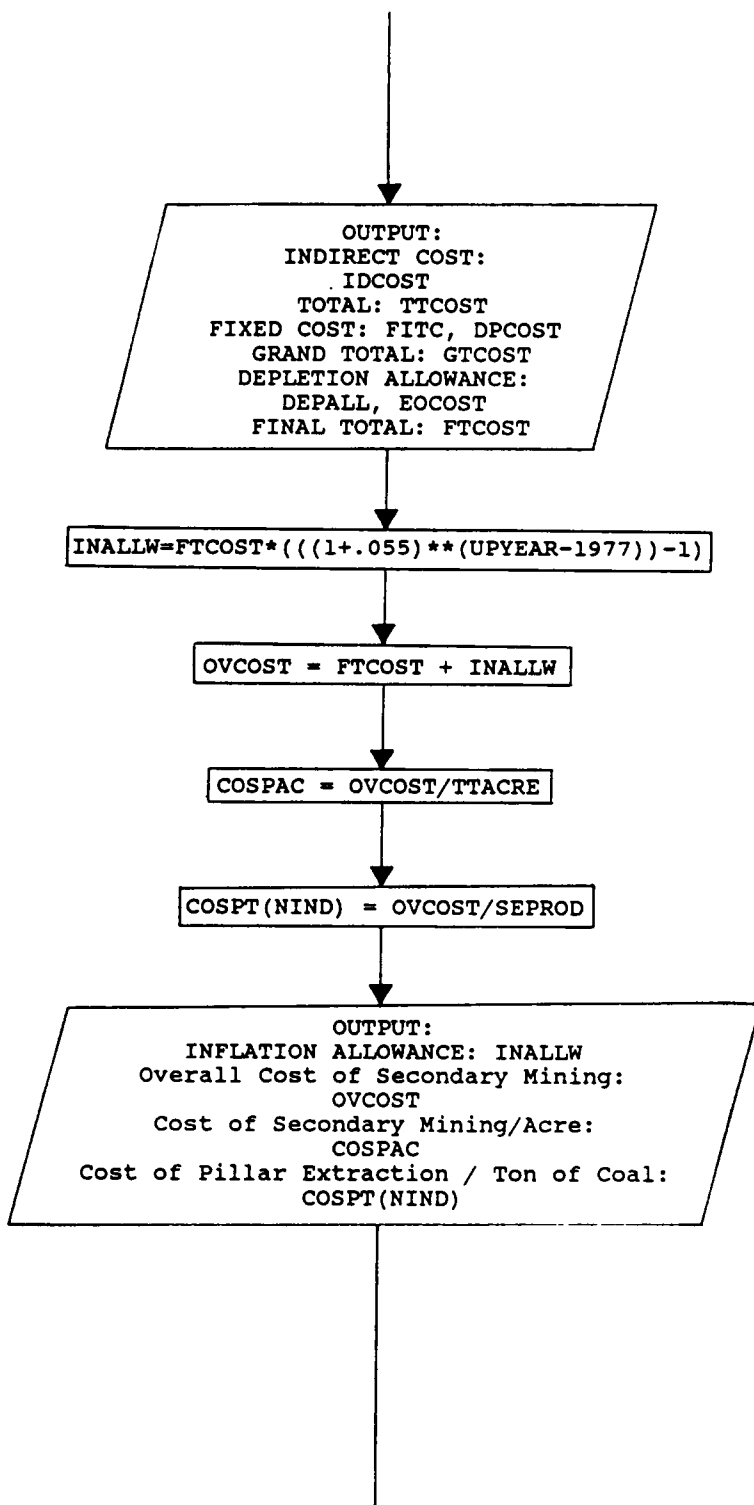 OUTPUT:
INDIRECT COST:
IDCOST
TOTAL: TTCOST
FIXED COST: FITC, DPCOST
GRAND TOTAL: GTCOST
DEPLETION ALLOWANCE:
DEPALL, EOCOST
FINAL TOTAL: FTCOST
INALLW=FTCOST*(((1+.055)**(UPYEAR-1977))-1)
OVCOST = FTCOST + INALLW
COSPAC = OVCOST/TTACRE
COSPT(NIND) = OVCOST/SEPROD
OUTPUT:
INFLATION ALLOWANCE: INALLW
Overall Cost of Secondary Mining:
OVCOST
Cost of Secondary Mining/Acre:
COSPAC
Cost of Pillar Extraction / Ton of Coal:
COSPT(NIND)